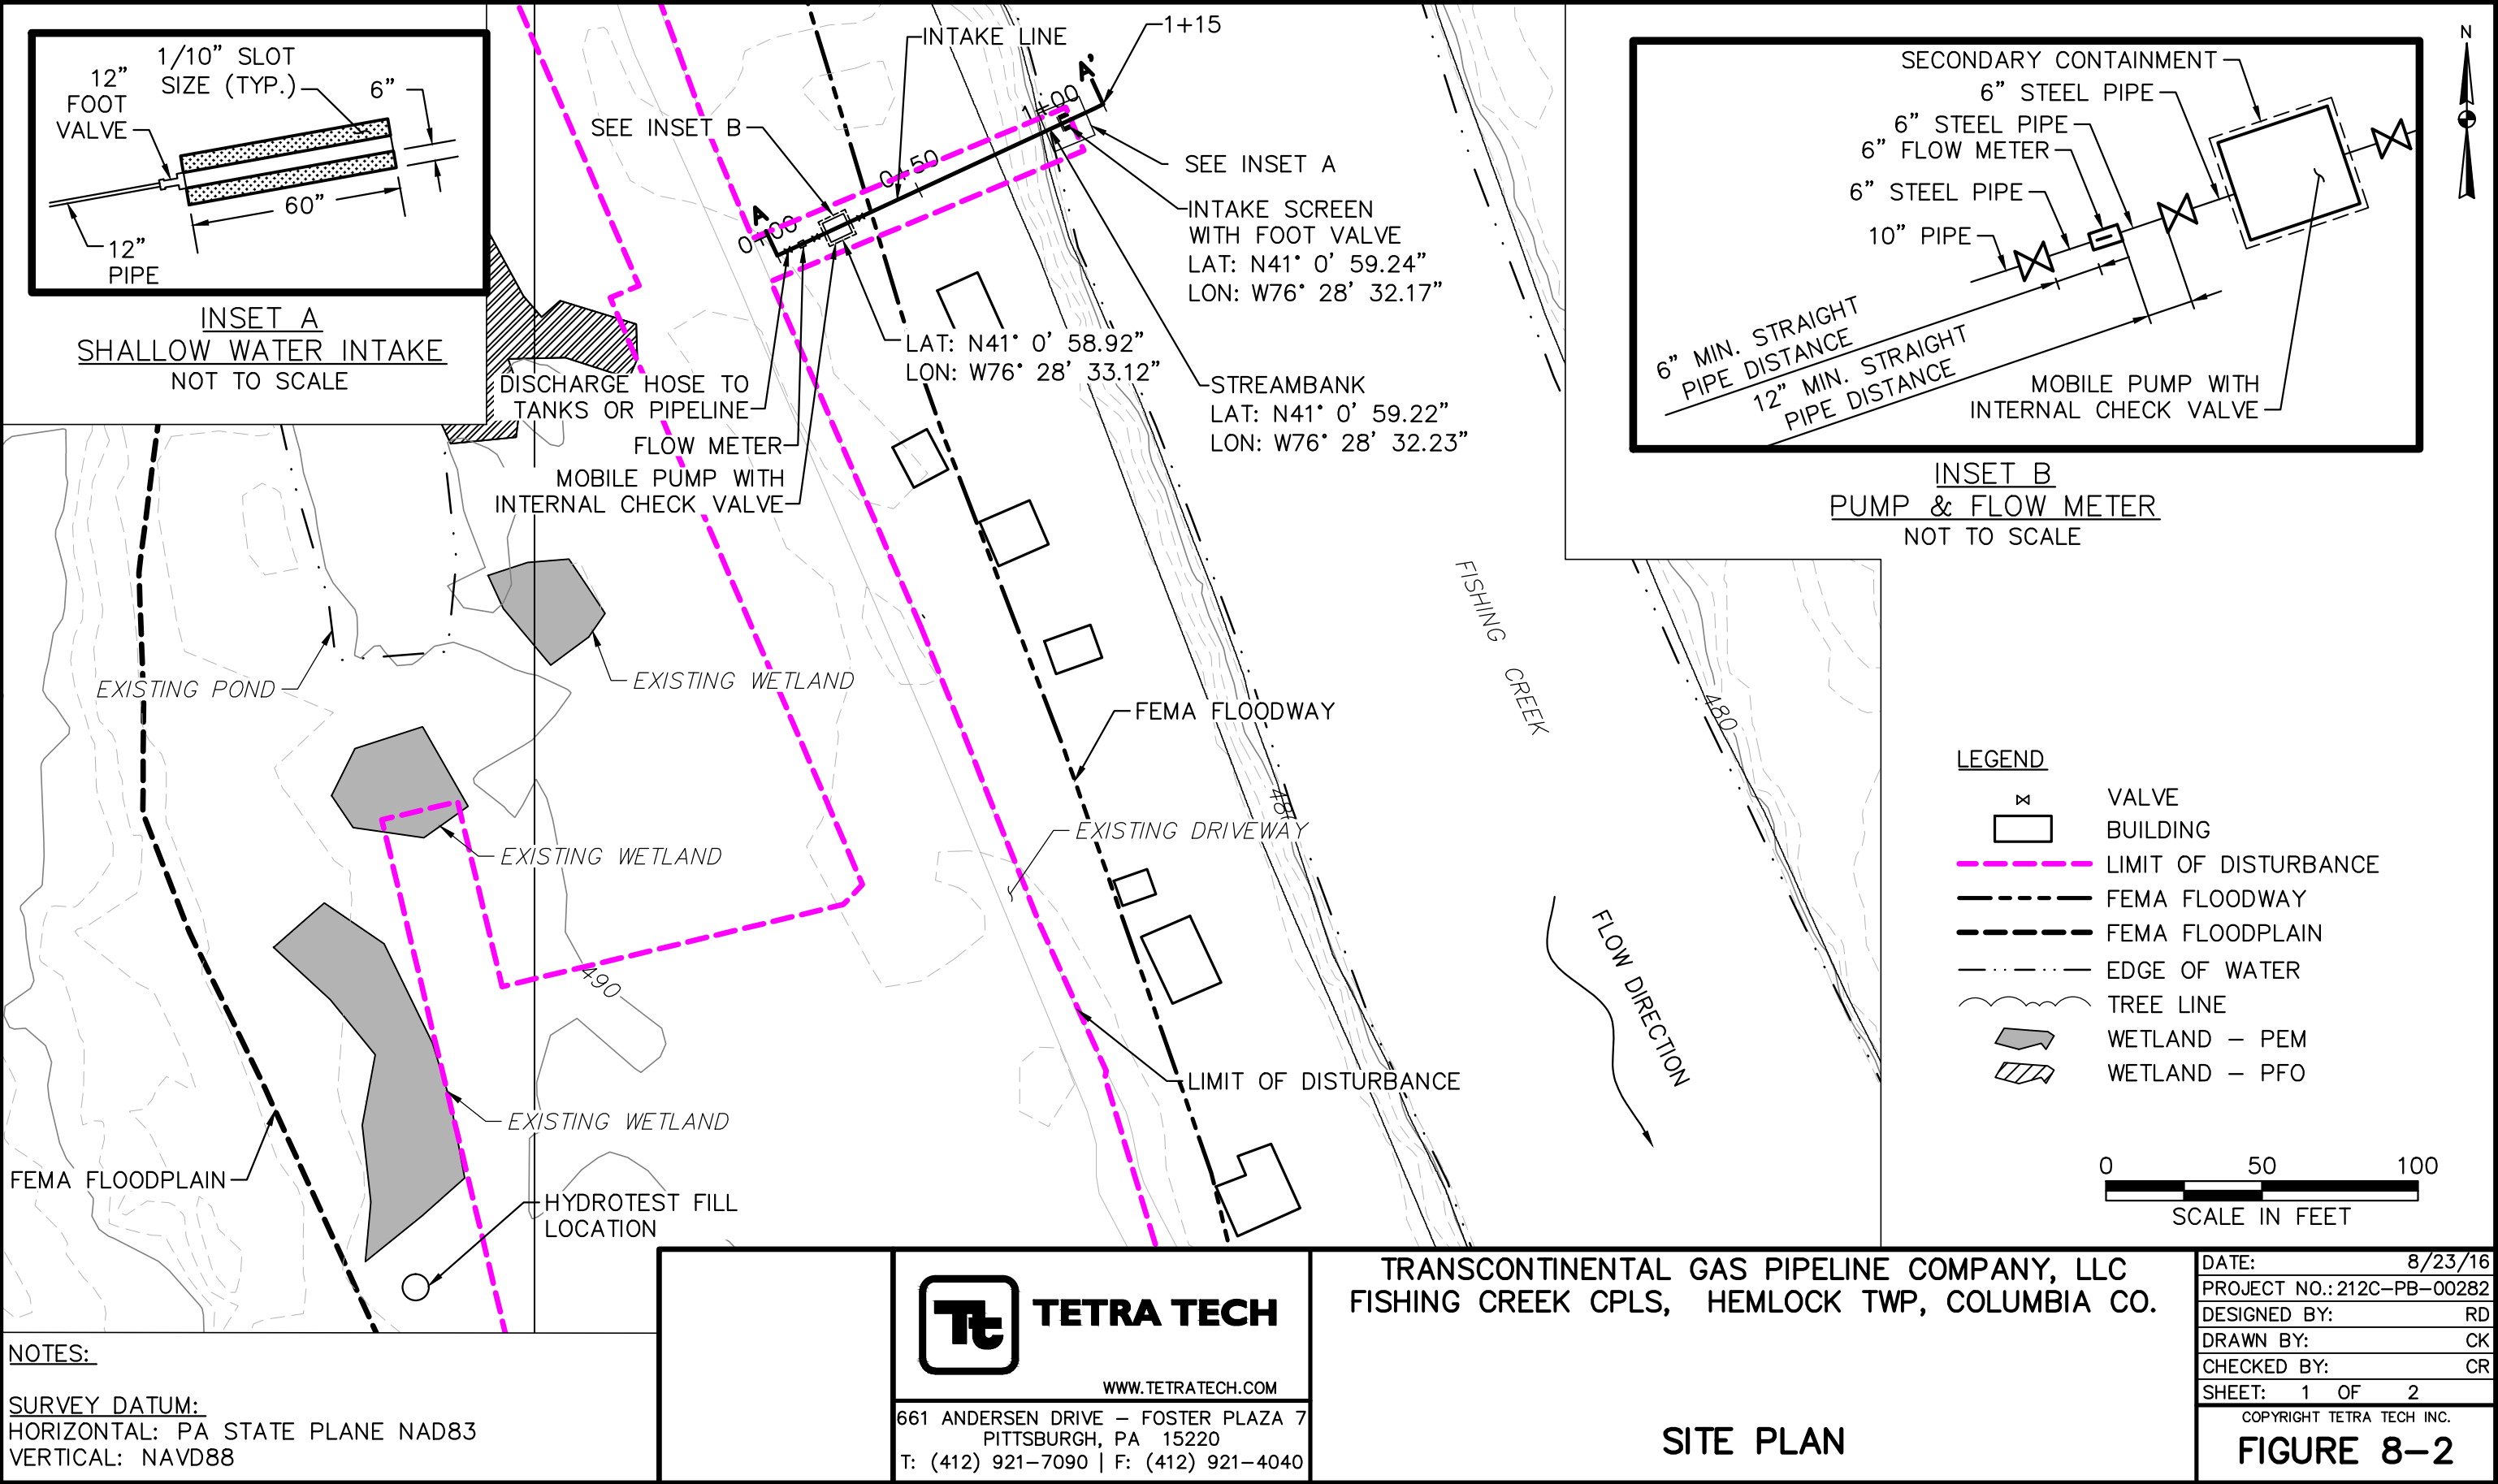 1/10" SLOT
SIZE (TYP.)
12"
FOOT
VALVE
6"
60"
12"
PIPE
INSET A
SHALLOW WATER INTAKE
NOT TO SCALE
INTAKE LINE
1+15
SEE INSET B
A
A'
0+00
0+50
1+00
SEE INSET A
INTAKE SCREEN
WITH FOOT VALVE
LAT: N41° 0' 59.24"
LON: W76° 28' 32.17"
LAT: N41° 0' 58.92"
LON: W76° 28' 33.12"
STREAMBANK
LAT: N41° 0' 59.22"
LON: W76° 28' 32.23"
DISCHARGE HOSE TO
TANKS OR PIPELINE
FLOW METER
MOBILE PUMP WITH
INTERNAL CHECK VALVE
SECONDARY CONTAINMENT
6" STEEL PIPE
6" STEEL PIPE
6" FLOW METER
6" STEEL PIPE
10" PIPE
6" MIN. STRAIGHT
PIPE DISTANCE
12" MIN. STRAIGHT
PIPE DISTANCE
MOBILE PUMP WITH
INTERNAL CHECK VALVE
INSET B
PUMP & FLOW METER
NOT TO SCALE
N
FISHING CREEK
480
EXISTING POND
EXISTING WETLAND
FEMA FLOODWAY
EXISTING DRIVEWAY
EXISTING WETLAND
490
FLOW DIRECTION
LIMIT OF DISTURBANCE
EXISTING WETLAND
FEMA FLOODPLAIN
HYDROTEST FILL
LOCATION
LEGEND
VALVE
BUILDING
LIMIT OF DISTURBANCE
FEMA FLOODWAY
FEMA FLOODPLAIN
EDGE OF WATER
TREE LINE
WETLAND - PEM
WETLAND - PFO
0 50 100
SCALE IN FEET
NOTES:
SURVEY DATUM:
HORIZONTAL: PA STATE PLANE NAD83
VERTICAL: NAVD88
Tt TETRA TECH
WWW.TETRATECH.COM
661 ANDERSEN DRIVE - FOSTER PLAZA 7
PITTSBURGH, PA 15220
T: (412) 921-7090 | F: (412) 921-4040
TRANSCONTINENTAL GAS PIPELINE COMPANY, LLC
FISHING CREEK CPLS, HEMLOCK TWP, COLUMBIA CO.
SITE PLAN
DATE: 8/23/16
PROJECT NO.: 212C-PB-00282
DESIGNED BY: RD
DRAWN BY: CK
CHECKED BY: CR
SHEET: 1 OF 2
COPYRIGHT TETRA TECH INC.
FIGURE 8-2